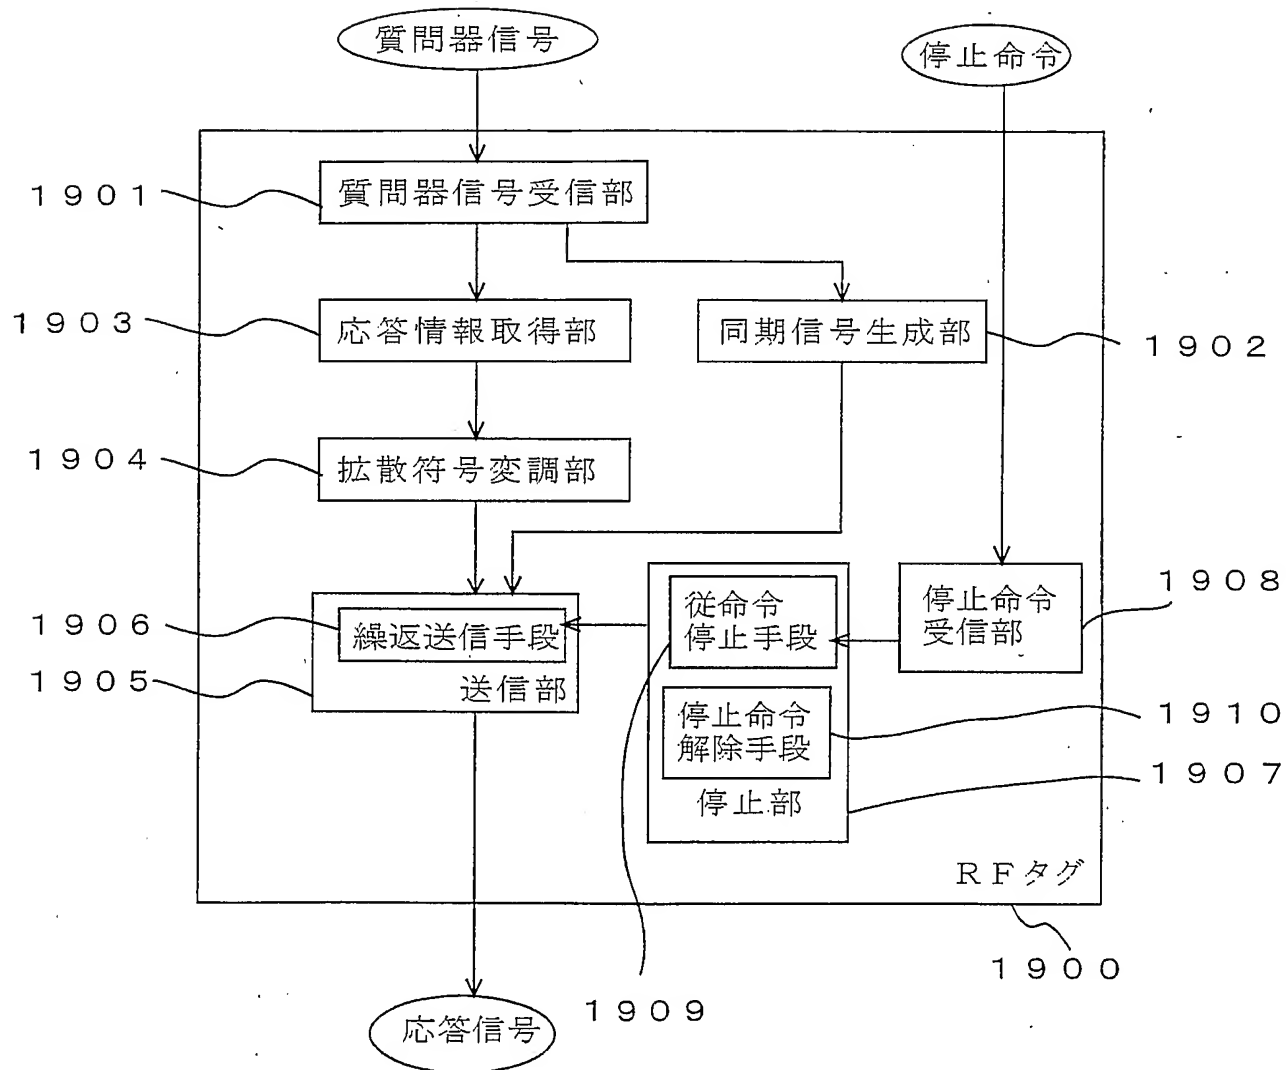 質問器信号
停止命令
1901
質問器信号受信部
1903
応答情報取得部
同期信号生成部
1902
1904
拡散符号変調部
1906
繰返送信手段
1905
送信部
従命令
停止手段
停止命令
受信部
1908
停止命令
解除手段
1910
停止部
1907
RFタグ
1900
1909
応答信号